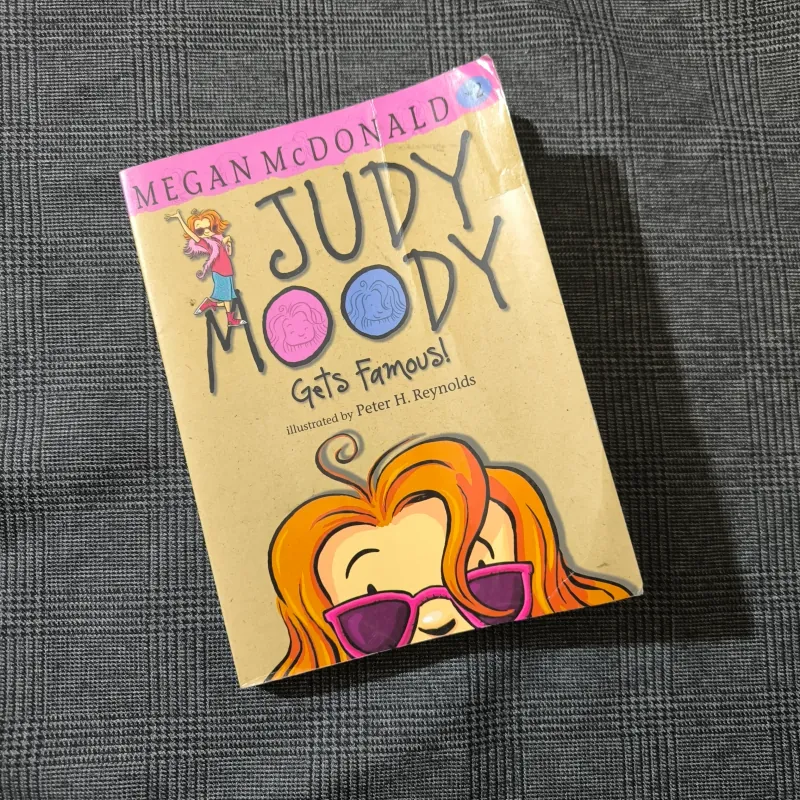 MEGAN McDONALD
#2
JUDY
MOODY
Gets Famous!
illustrated by Peter H. Reynolds